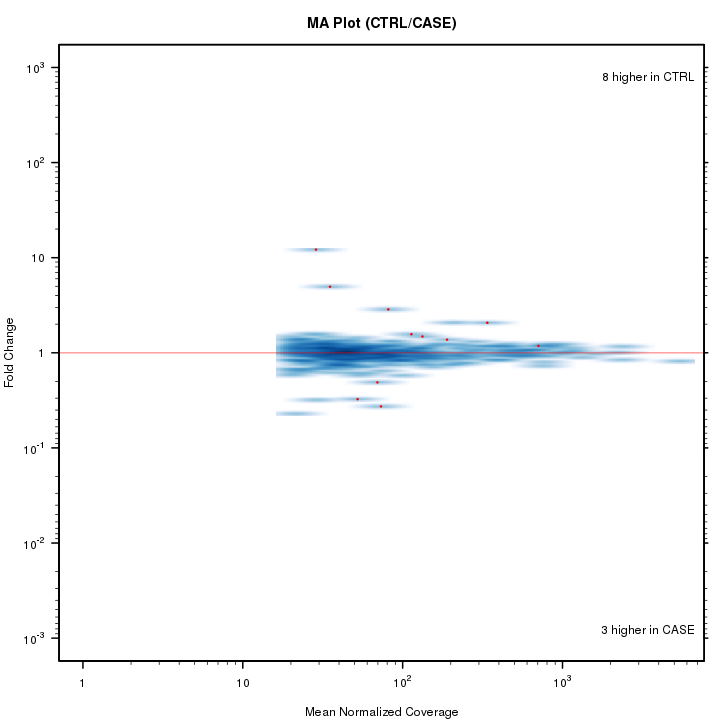 MA Plot (CTRL/CASE)
8 higher in CTRL
10³
10²
10
1
10⁻¹
10⁻²
10⁻³
Fold Change
3 higher in CASE
1
10
10²
10³
Mean Normalized Coverage